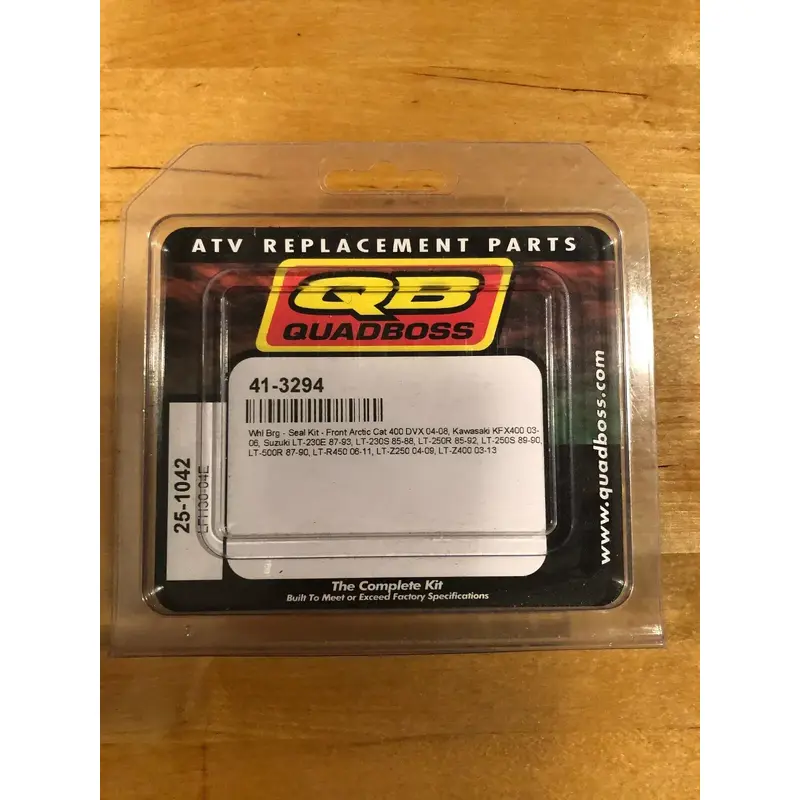 ATV REPLACEMENT PARTS
QB
QUADBOSS
41-3294
Whl Brg - Seal Kit - Front Arctic Cat 400 DVX 04-08, Kawasaki KFX400 03-
06, Suzuki LT-230E 87-93, LT-230S 85-88, LT-250R 85-92, LT-250S 89-90,
LT-500R 87-90, LT-R450 06-11, LT-Z250 04-09, LT-Z400 03-13
25-1042
www.quadboss.com
The Complete Kit
Built To Meet or Exceed Factory Specifications